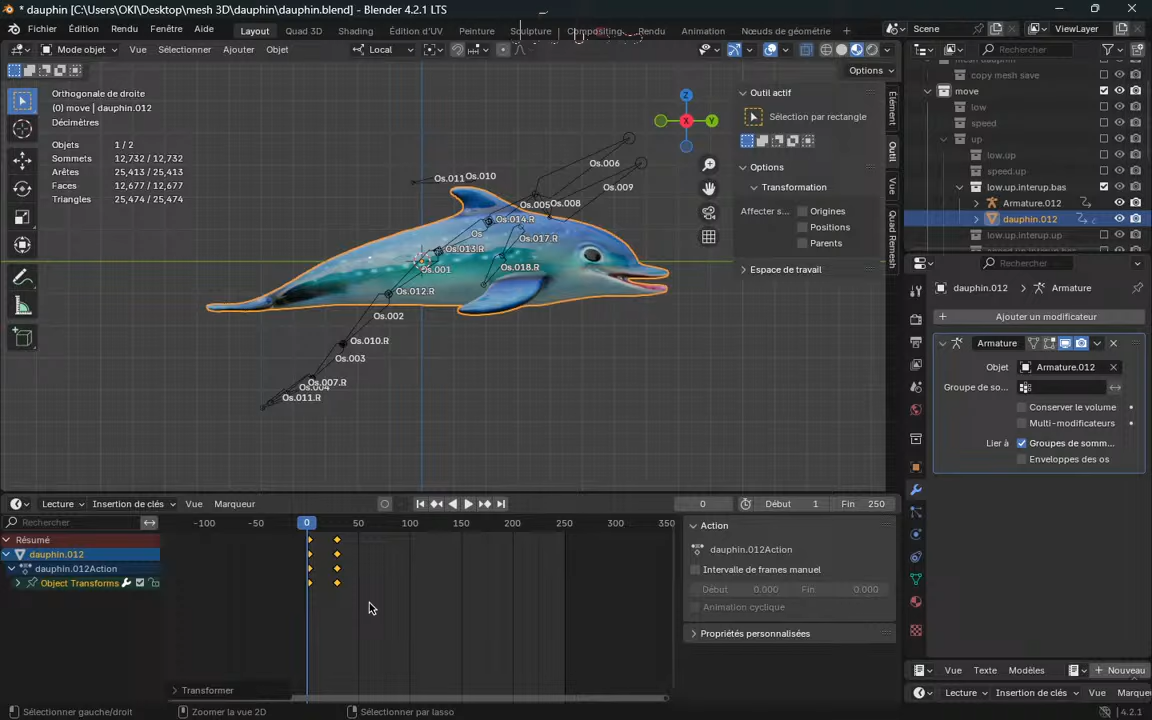 * dauphin [C:\Users\OKI\Desktop\mesh 3D\dauphin\dauphin.blend] - Blender 4.2.1 LTS
Fichier Édition Rendu Fenêtre Aide Layout Quad 3D Shading Édition d'UV Peinture Sculpture Compositing Rendu Animation Nœuds de géométrie Scene ViewLayer
Mode objet Vue Sélectionner Ajouter Objet Local Rechercher
Options
Orthogonale de droite
(0) move | dauphin.012
Décimètres
Objets 1 / 2
Sommets 12,732 / 12,732
Arêtes 25,413 / 25,413
Faces 12,677 / 12,677
Triangles 25,474 / 25,474
Z
Y
X
Os.006
Os.011 Os.010
Os.009
Os.005 Os.008
Os.014.R
Os
Os.017.R
Os.013.R
Os.001
Os.018.R
Os.012.R
Os.002
Os.010.R
Os.003
Os.007.R
Os.004
Os.011.R
Outil actif
Sélection par rectangle
Options
Transformation
Affecter s... Origines
Positions
Parents
Espace de travail
Élément
Outil
Vue
Quad Remesh
copy mesh save
move
low
speed
up
low.up
speed.up
low.up.interup.bas
Armature.012
dauphin.012
low.up.interup.up
Rechercher
dauphin.012 Armature
Ajouter un modificateur
Armature
Objet Armature.012
Groupe de so...
Conserver le volume
Multi-modificateurs
Lier à Groupes de somm...
Enveloppes des os
Lecture Insertion de clés Vue Marqueur 0 Début 1 Fin 250
Rechercher -100 -50 0 50 100 150 200 250 300 350
Résumé
dauphin.012
dauphin.012Action
Object Transforms
Transformer
Action
dauphin.012Action
Intervalle de frames manuel
Début 0.000 Fin 0.000
Animation cyclique
Propriétés personnalisées
Vue Texte Modèles Nouveau
Lecture Insertion de clés Vue Marque
Sélectionner gauche/droit Zoomer la vue 2D Sélectionner par lasso 4.2.1